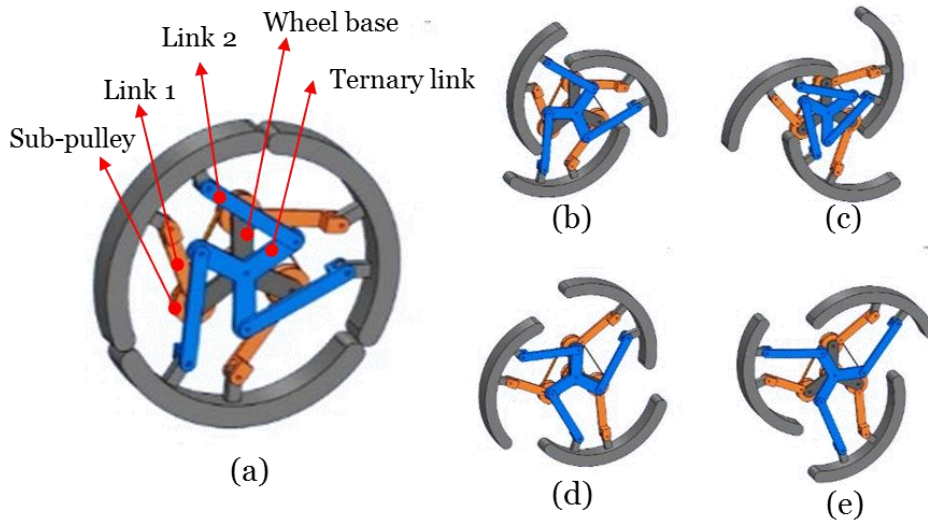 Wheel base
Link 2
Ternary link
Link 1
Sub-pulley
(a)
(b)
(c)
(d)
(e)